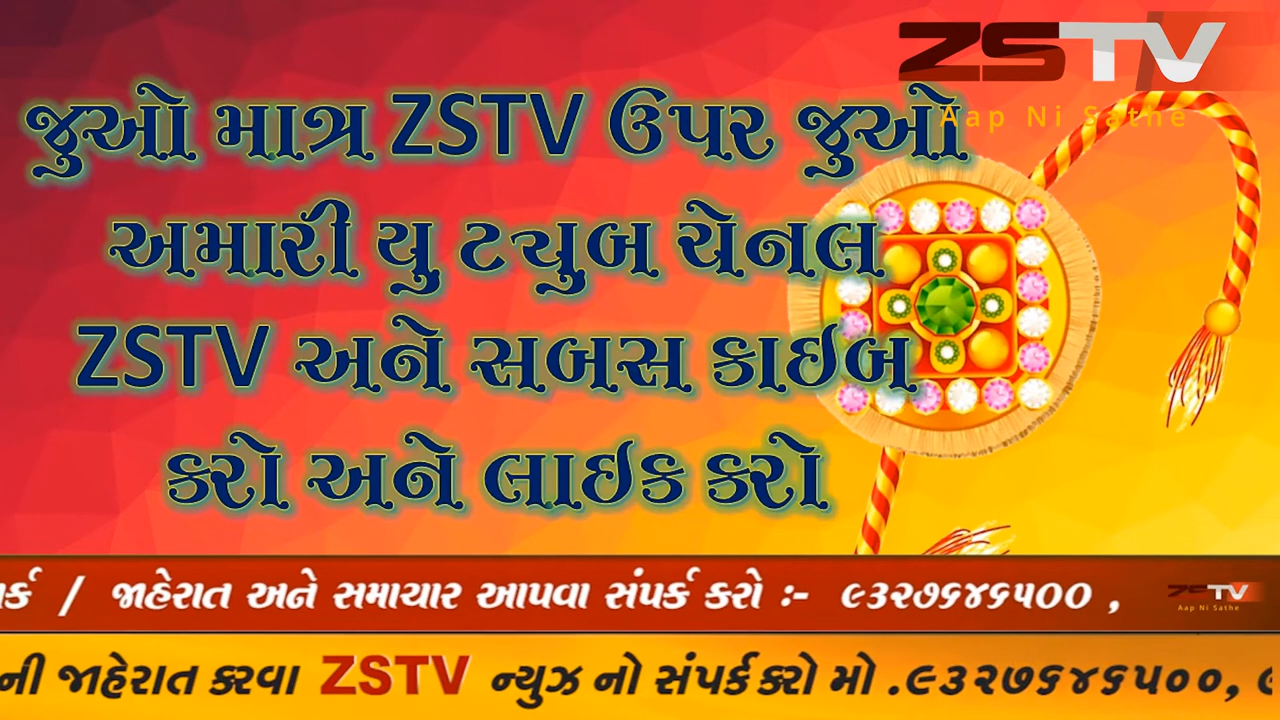 ZSTV
Aap Ni Sathe
જુઓ માત્ર ZSTV ઉપર જુઓ
અમારી યુ ટ્યુબ ચેનલ
ZSTV અને સબસ કાઇબ
કરો અને લાઇક કરો
ર્ક / જાહેરાત અને સમાચાર આપવા સંપર્ક કરો :- ૯૩૨૭૬૪૬૫૦૦ ,
ZSTV
Aap Ni Sathe
ની જાહેરાત કરવા ZSTV ન્યુઝ નો સંપર્ક કરો મો .૯૩૨૭૬૪૬૫૦૦,